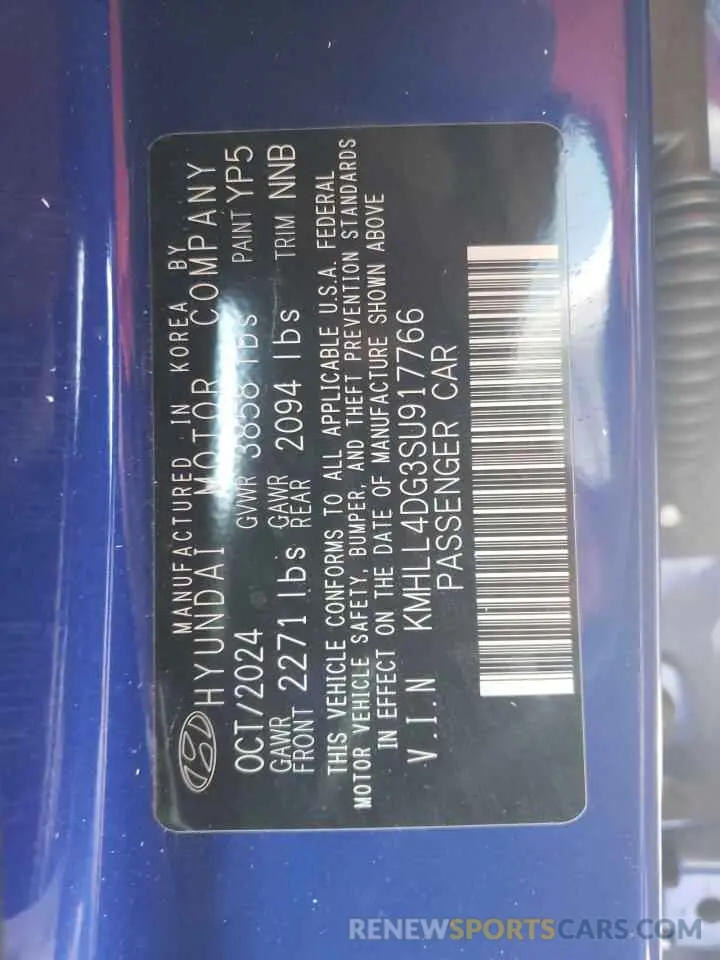 MANUFACTURED IN KOREA BY
HYUNDAI MOTOR COMPANY
OCT/2024 GVWR 3858 lbs PAINT YP5
GAWR FRONT 2271 lbs GAWR REAR 2094 lbs TRIM NNB
THIS VEHICLE CONFORMS TO ALL APPLICABLE U.S.A. FEDERAL
MOTOR VEHICLE SAFETY, BUMPER, AND THEFT PREVENTION STANDARDS
IN EFFECT ON THE DATE OF MANUFACTURE SHOWN ABOVE
V.I.N KMHLL4DG3SU917766
PASSENGER CAR
RENEWSPORTSCARS.COM